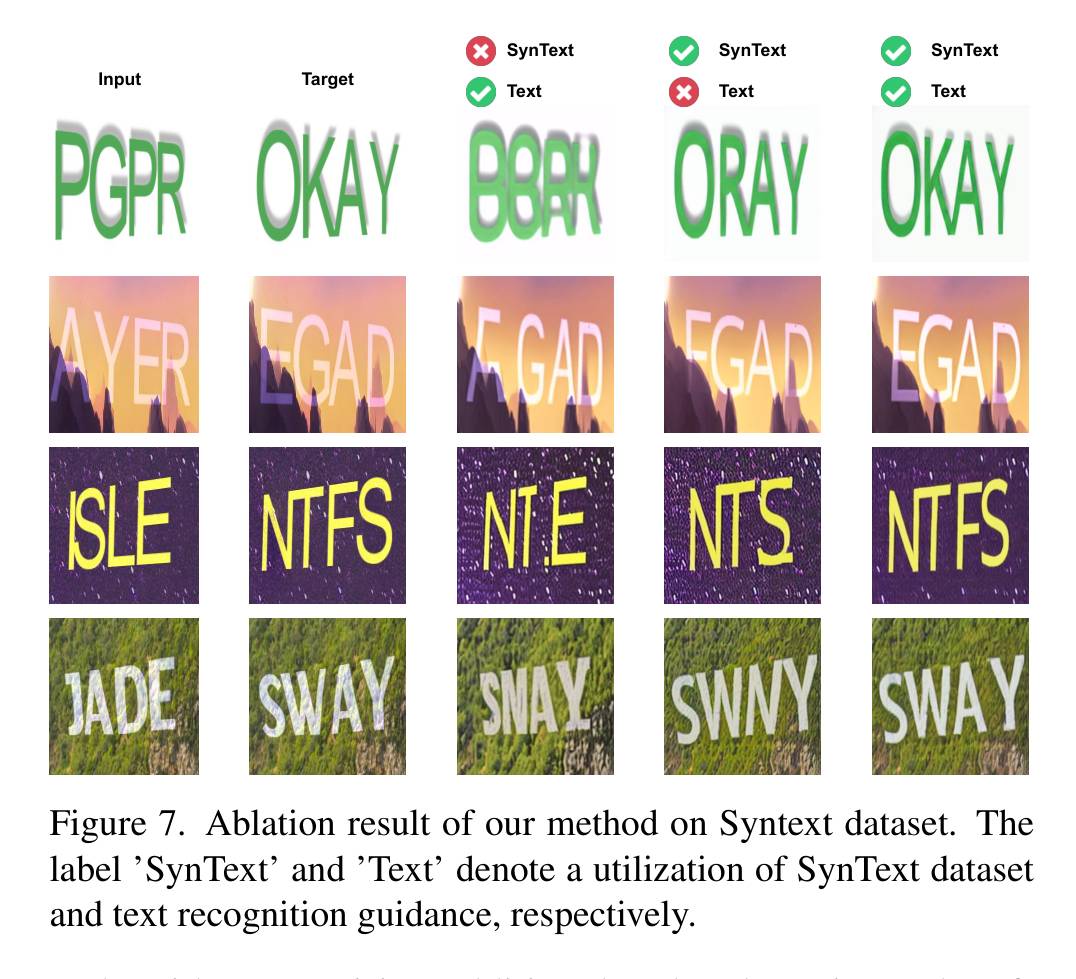 SynText SynText SynText
Input Target Text Text Text
PGPR OKAY ORAY OKAY
AYER EGAD F GAD FGAD EGAD
ISLE NTFS NT.E NTS NTFS
JADE SWAY SMAY SWNY SWAY
Figure 7. Ablation result of our method on Syntext dataset. The
label ’SynText’ and ’Text’ denote a utilization of SynText dataset
and text recognition guidance, respectively.